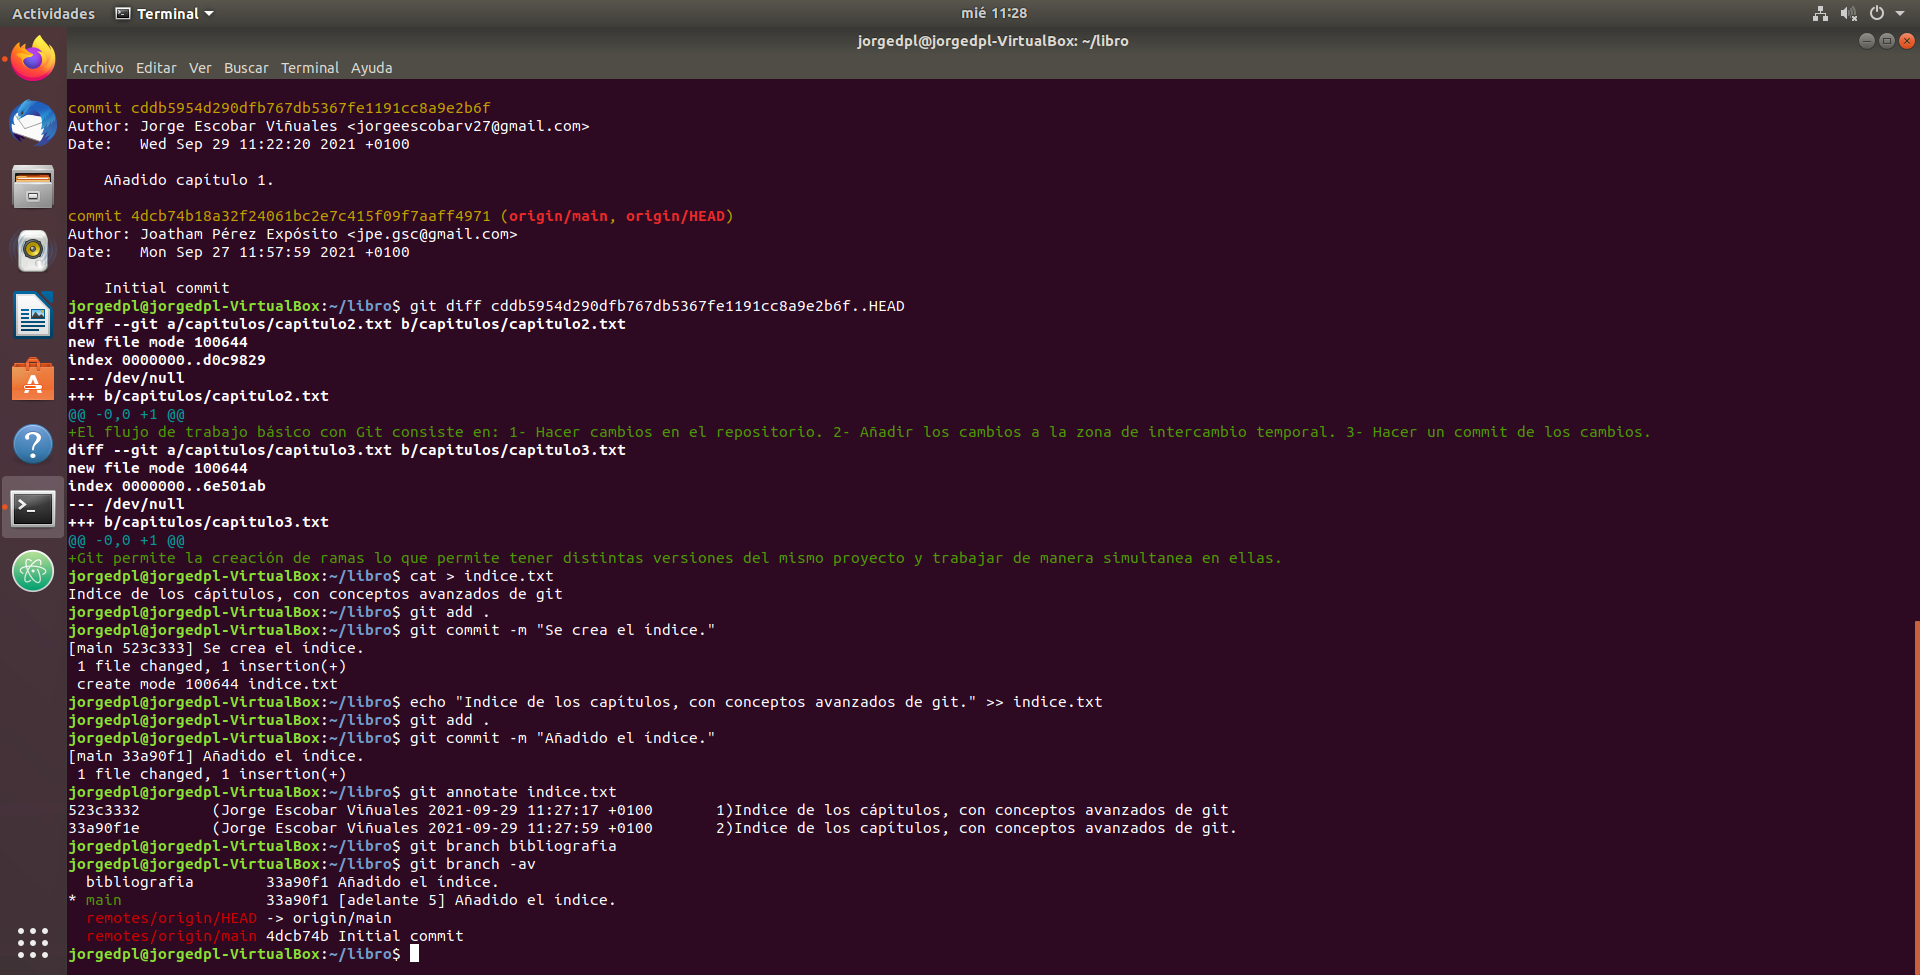 Actividades
Terminal
mié 11:28
jorgedpl@jorgedpl-VirtualBox: ~/libro
Archivo Editar Ver Buscar Terminal Ayuda
commit cddb5954d290dfb767db5367fe1191cc8a9e2b6f
Author: Jorge Escobar Viñuales <jorgeescobarv27@gmail.com>
Date:   Wed Sep 29 11:22:20 2021 +0100
    Añadido capítulo 1.
commit 4dcb74b18a32f24061bc2e7c415f09f7aaff4971 (origin/main, origin/HEAD)
Author: Joatham Pérez Expósito <jpe.gsc@gmail.com>
Date:   Mon Sep 27 11:57:59 2021 +0100
    Initial commit
jorgedpl@jorgedpl-VirtualBox:~/libro$ git diff cddb5954d290dfb767db5367fe1191cc8a9e2b6f..HEAD
diff --git a/capitulos/capitulo2.txt b/capitulos/capitulo2.txt
new file mode 100644
index 0000000..d0c9829
--- /dev/null
+++ b/capitulos/capitulo2.txt
@@ -0,0 +1 @@
+El flujo de trabajo básico con Git consiste en: 1- Hacer cambios en el repositorio. 2- Añadir los cambios a la zona de intercambio temporal. 3- Hacer un commit de los cambios.
diff --git a/capitulos/capitulo3.txt b/capitulos/capitulo3.txt
new file mode 100644
index 0000000..6e501ab
--- /dev/null
+++ b/capitulos/capitulo3.txt
@@ -0,0 +1 @@
+Git permite la creación de ramas lo que permite tener distintas versiones del mismo proyecto y trabajar de manera simultanea en ellas.
jorgedpl@jorgedpl-VirtualBox:~/libro$ cat > indice.txt
Indice de los cápitulos, con conceptos avanzados de git
jorgedpl@jorgedpl-VirtualBox:~/libro$ git add .
jorgedpl@jorgedpl-VirtualBox:~/libro$ git commit -m "Se crea el índice."
[main 523c333] Se crea el índice.
 1 file changed, 1 insertion(+)
 create mode 100644 indice.txt
jorgedpl@jorgedpl-VirtualBox:~/libro$ echo "Indice de los capítulos, con conceptos avanzados de git." >> indice.txt
jorgedpl@jorgedpl-VirtualBox:~/libro$ git add .
jorgedpl@jorgedpl-VirtualBox:~/libro$ git commit -m "Añadido el índice."
[main 33a90f1] Añadido el índice.
 1 file changed, 1 insertion(+)
jorgedpl@jorgedpl-VirtualBox:~/libro$ git annotate indice.txt
523c3332        (Jorge Escobar Viñuales 2021-09-29 11:27:17 +0100       1)Indice de los cápitulos, con conceptos avanzados de git
33a90f1e        (Jorge Escobar Viñuales 2021-09-29 11:27:59 +0100       2)Indice de los capítulos, con conceptos avanzados de git.
jorgedpl@jorgedpl-VirtualBox:~/libro$ git branch bibliografia
jorgedpl@jorgedpl-VirtualBox:~/libro$ git branch -av
  bibliografia        33a90f1 Añadido el índice.
* main                33a90f1 [adelante 5] Añadido el índice.
  remotes/origin/HEAD -> origin/main
  remotes/origin/main 4dcb74b Initial commit
jorgedpl@jorgedpl-VirtualBox:~/libro$